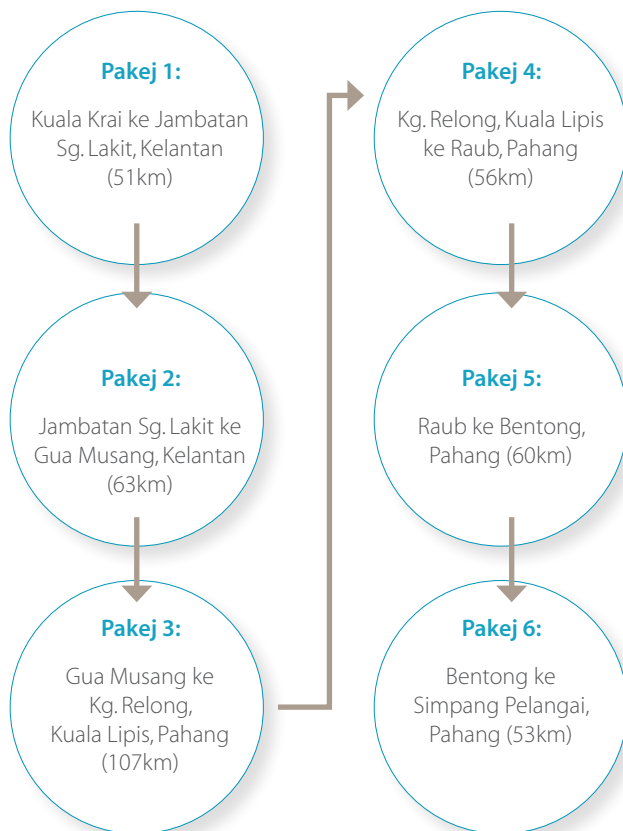 Pakej 1:
Kuala Krai ke Jambatan
Sg. Lakit, Kelantan
(51km)
Pakej 2:
Jambatan Sg. Lakit ke
Gua Musang, Kelantan
(63km)
Pakej 3:
Gua Musang ke
Kg. Relong,
Kuala Lipis, Pahang
(107km)
Pakej 4:
Kg. Relong, Kuala Lipis
ke Raub, Pahang
(56km)
Pakej 5:
Raub ke Bentong,
Pahang (60km)
Pakej 6:
Bentong ke
Simpang Pelangai,
Pahang (53km)